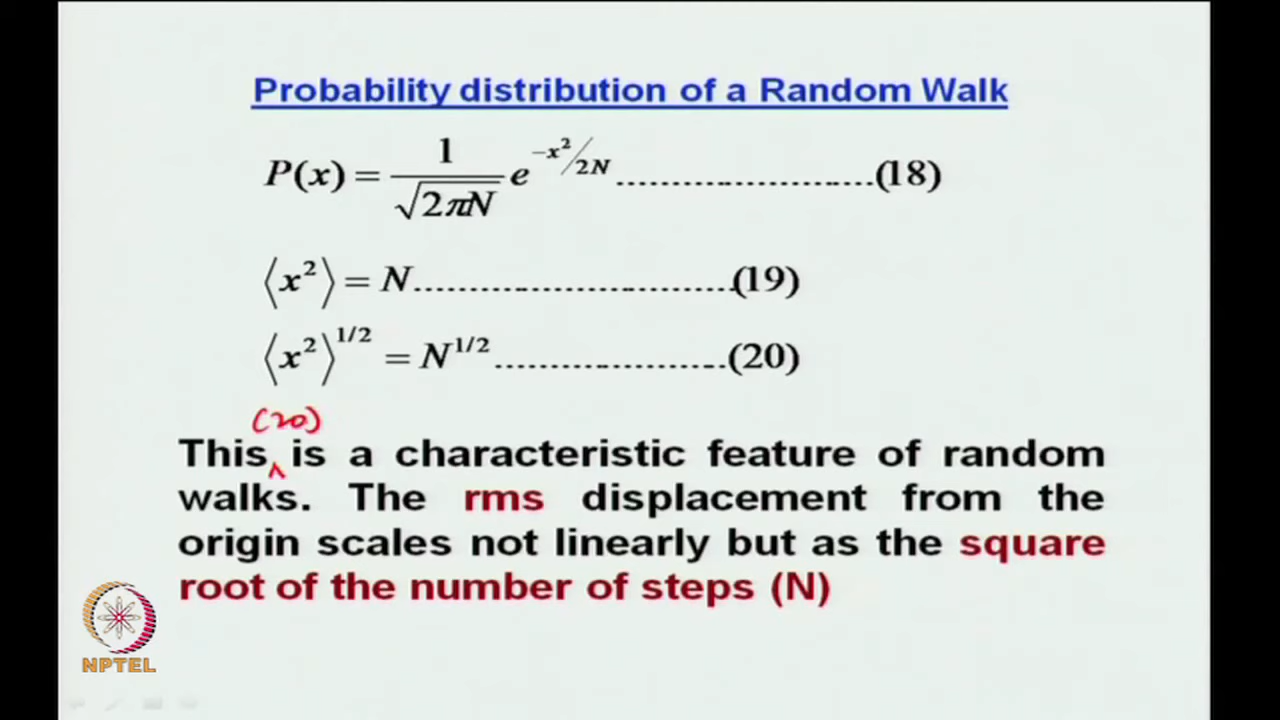 Probability distribution of a Random Walk
P(x) = 1/√2πN e^(-x²/2N) ........................(18)
⟨x²⟩ = N..................................(19)
⟨x²⟩^1/2 = N^1/2 .........................(20)
(20)
This ^ is a characteristic feature of random
walks. The rms displacement from the
origin scales not linearly but as the square
root of the number of steps (N)
NPTEL